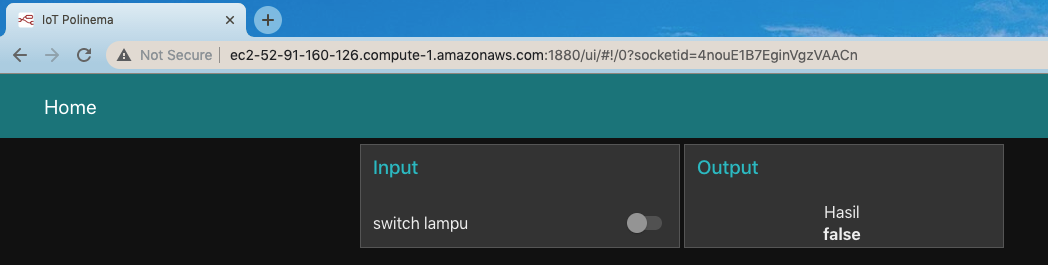 IoT Polinema
Not Secure | ec2-52-91-160-126.compute-1.amazonaws.com:1880/ui/#!/0?socketid=4nouE1B7EginVgzVAACn
Home
Input
switch lampu
Output
Hasil
false